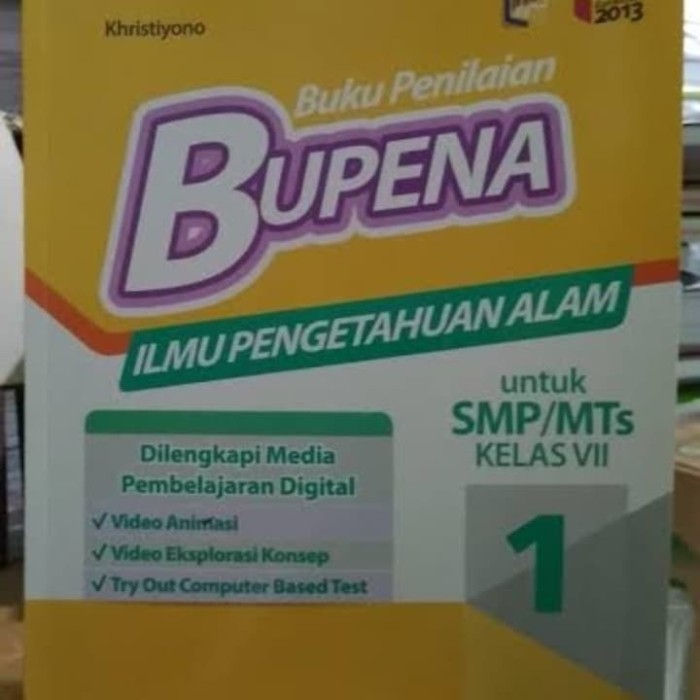 Khristiyono
2013
Buku Penilaian
BUPENA
ILMU PENGETAHUAN ALAM
untuk
SMP/MTs
KELAS VII
1
Dilengkapi Media
Pembelajaran Digital
✓ Video Animasi
✓ Video Eksplorasi Konsep
✓ Try Out Computer Based Test